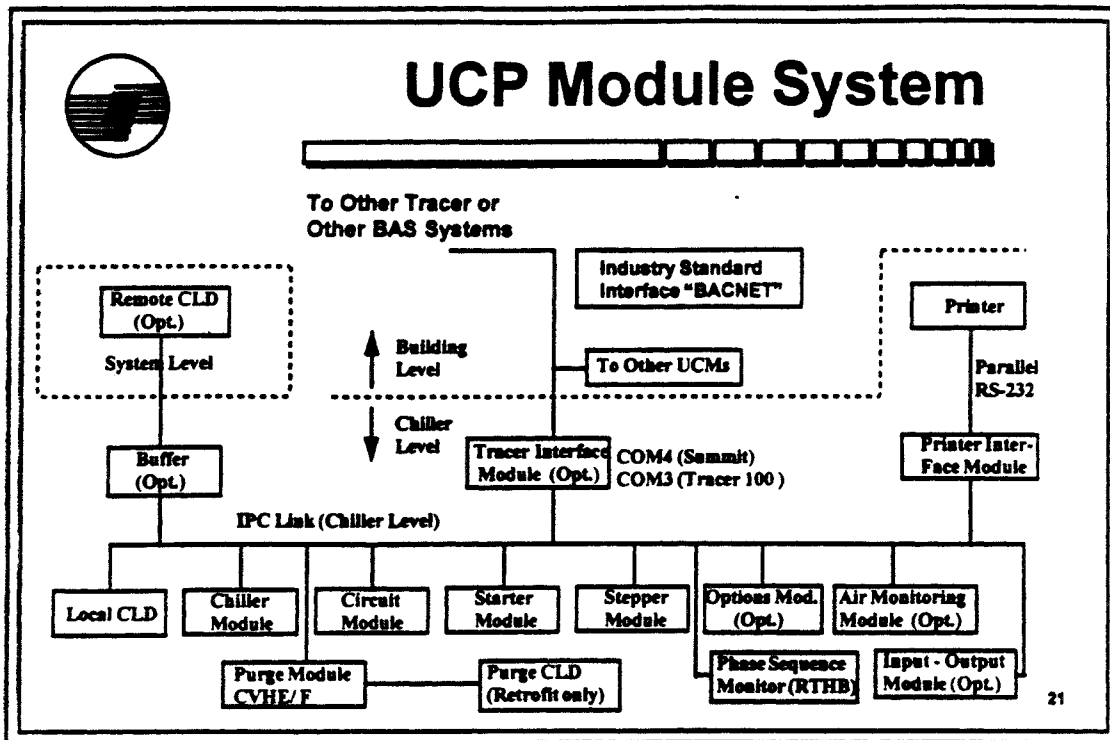 UCP Module System
To Other Tracer or
Other BAS Systems
Industry Standard
Interface "BACNET"
Remote CLD
(Opt.)
System Level
Building
Level
To Other UCMs
Printer
Parallel
RS-232
Chiller
Level
Buffer
(Opt.)
Tracer Interface
Module (Opt.)
COM4 (Summit)
COM3 (Tracer 100 )
Printer Inter-
Face Module
IPC Link (Chiller Level)
Local CLD
Chiller
Module
Circuit
Module
Starter
Module
Stepper
Module
Options Mod.
(Opt.)
Air Monitoring
Module (Opt.)
Purge Module
CVHE/ F
Purge CLD
(Retrofit only)
Phase Sequence
Monitor (RTHB)
Input - Output
Module (Opt.)
21